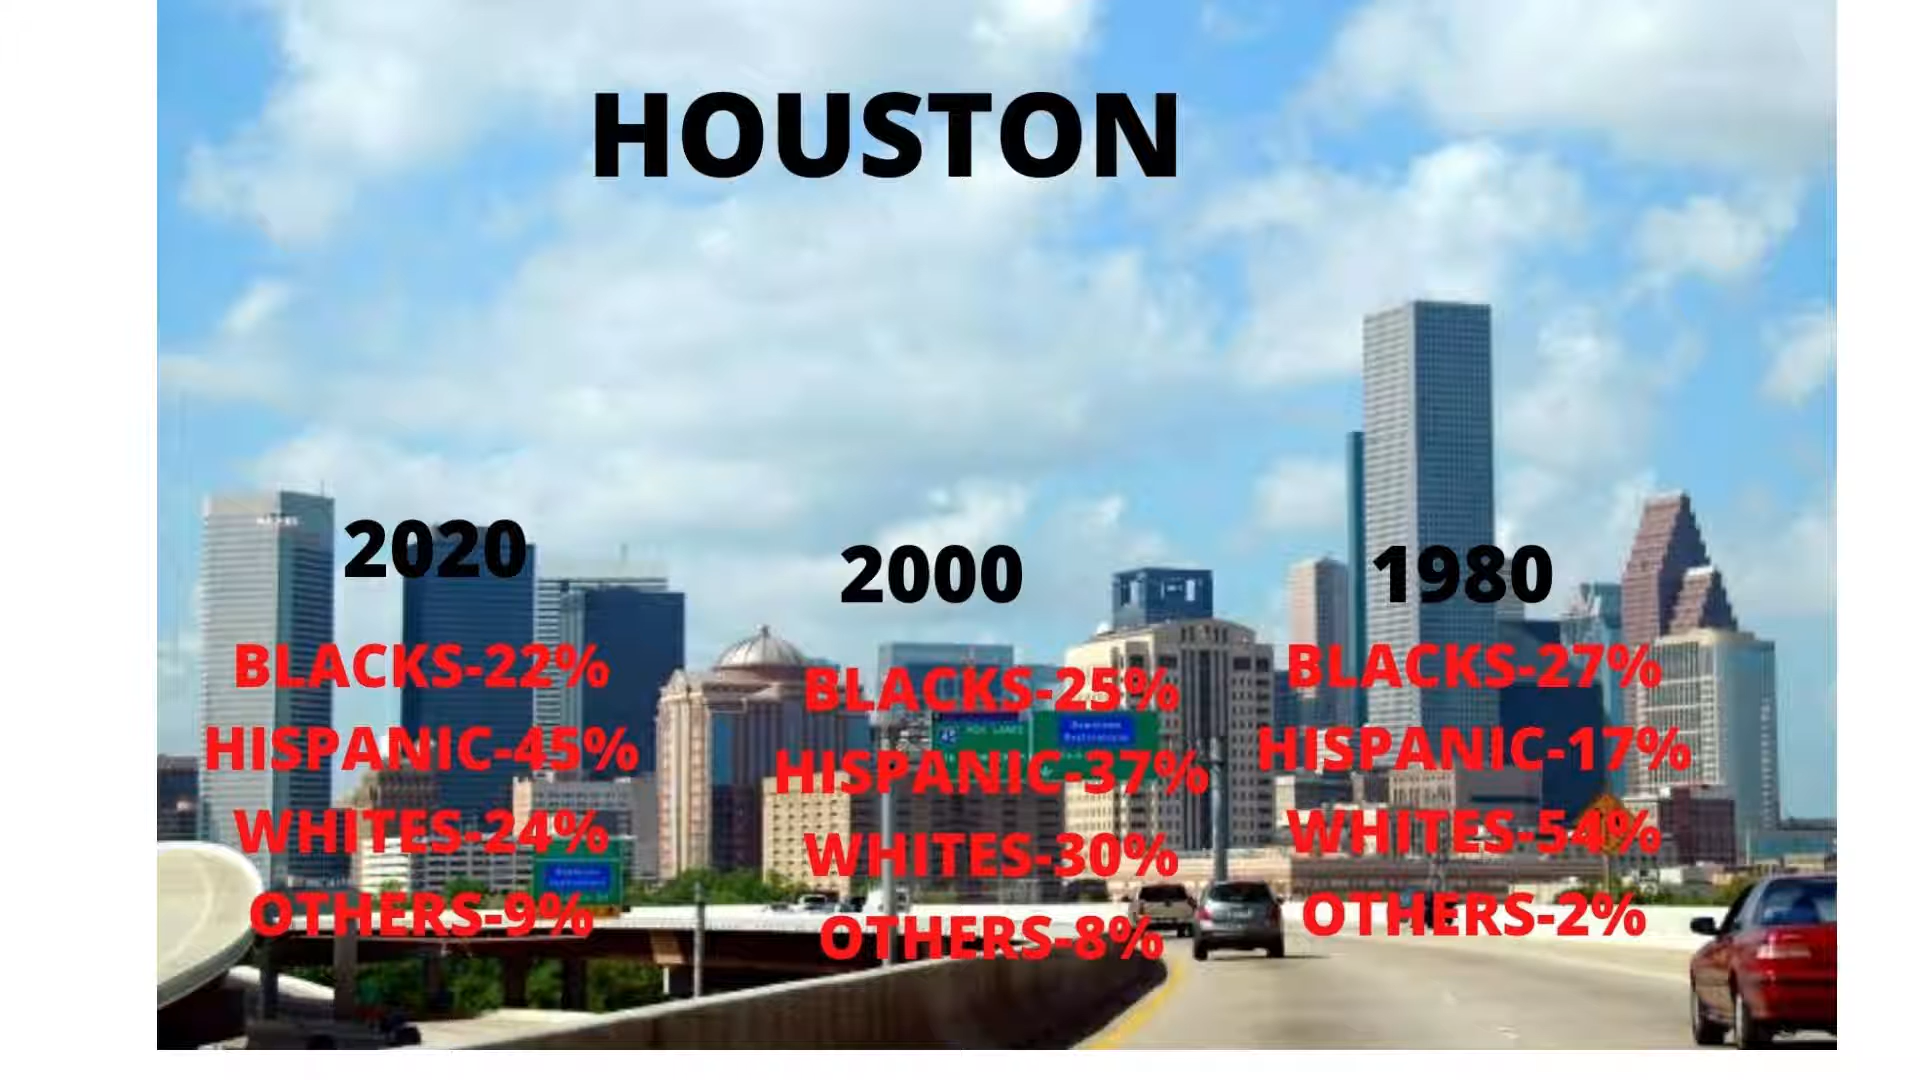 HOUSTON
2020
BLACKS-22%
HISPANIC-45%
WHITES-24%
OTHERS-9%
2000
BLACKS-25%
HISPANIC-37%
WHITES-30%
OTHERS-8%
1980
BLACKS-27%
HISPANIC-17%
WHITES-54%
OTHERS-2%
45